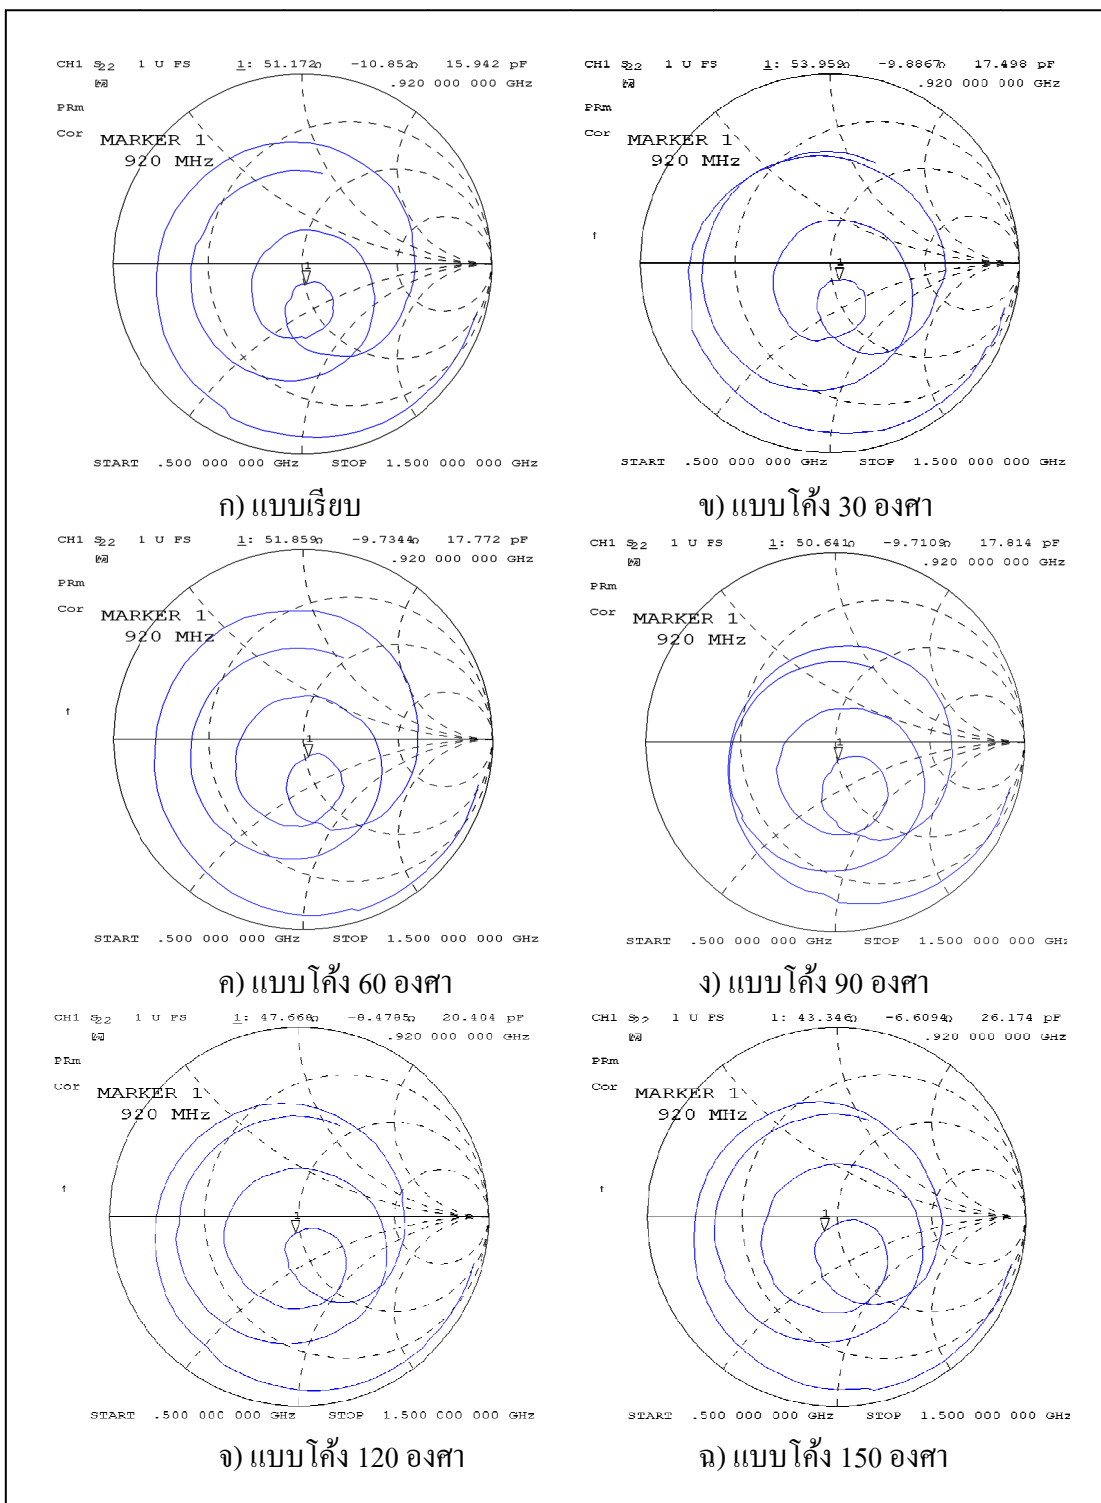 CH1 S22 1 U FS 1: 51.172Ω -10.852Ω 15.942 pF
.920 000 000 GHz
PRm
Cor
MARKER 1
920 MHz
1
START .500 000 000 GHz STOP 1.500 000 000 GHz
ก) แบบเรียบ
CH1 S22 1 U FS 1: 53.959Ω -9.8867Ω 17.498 pF
.920 000 000 GHz
PRm
Cor
MARKER 1
920 MHz
↑
1
START .500 000 000 GHz STOP 1.500 000 000 GHz
ข) แบบโค้ง 30 องศา
CH1 S22 1 U FS 1: 51.859Ω -9.7344Ω 17.772 pF
.920 000 000 GHz
PRm
Cor
MARKER 1
920 MHz
↑
1
START .500 000 000 GHz STOP 1.500 000 000 GHz
ค) แบบโค้ง 60 องศา
CH1 S22 1 U FS 1: 50.641Ω -9.7109Ω 17.814 pF
.920 000 000 GHz
PRm
Cor
MARKER 1
920 MHz
1
START .500 000 000 GHz STOP 1.500 000 000 GHz
ง) แบบโค้ง 90 องศา
CH1 S22 1 U FS 1: 47.668Ω -8.4785Ω 20.404 pF
.920 000 000 GHz
PRm
Cor
MARKER 1
920 MHz
↑
1
START .500 000 000 GHz STOP 1.500 000 000 GHz
จ) แบบโค้ง 120 องศา
CH1 S22 1 U FS 1: 43.346Ω -6.6094Ω 26.174 pF
.920 000 000 GHz
PRm
Cor
MARKER 1
920 MHz
↑
1
START .500 000 000 GHz STOP 1.500 000 000 GHz
ฉ) แบบโค้ง 150 องศา